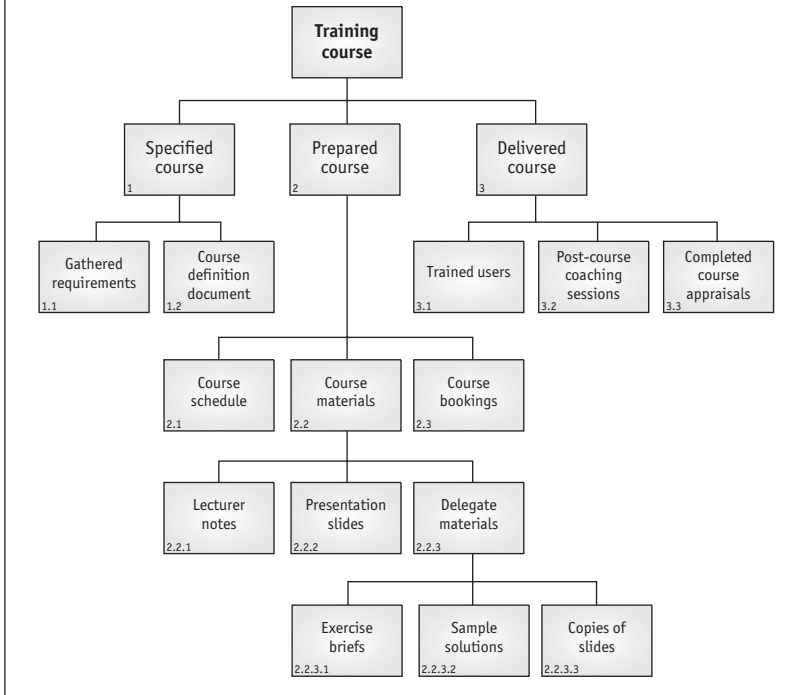 Training
course
Specified
course
1
Prepared
course
2
Delivered
course
3
Gathered
requirements
1.1
Course
definition
document
1.2
Trained users
3.1
Post-course
coaching
sessions
3.2
Completed
course
appraisals
3.3
Course
schedule
2.1
Course
materials
2.2
Course
bookings
2.3
Lecturer
notes
2.2.1
Presentation
slides
2.2.2
Delegate
materials
2.2.3
Exercise
briefs
2.2.3.1
Sample
solutions
2.2.3.2
Copies of
slides
2.2.3.3